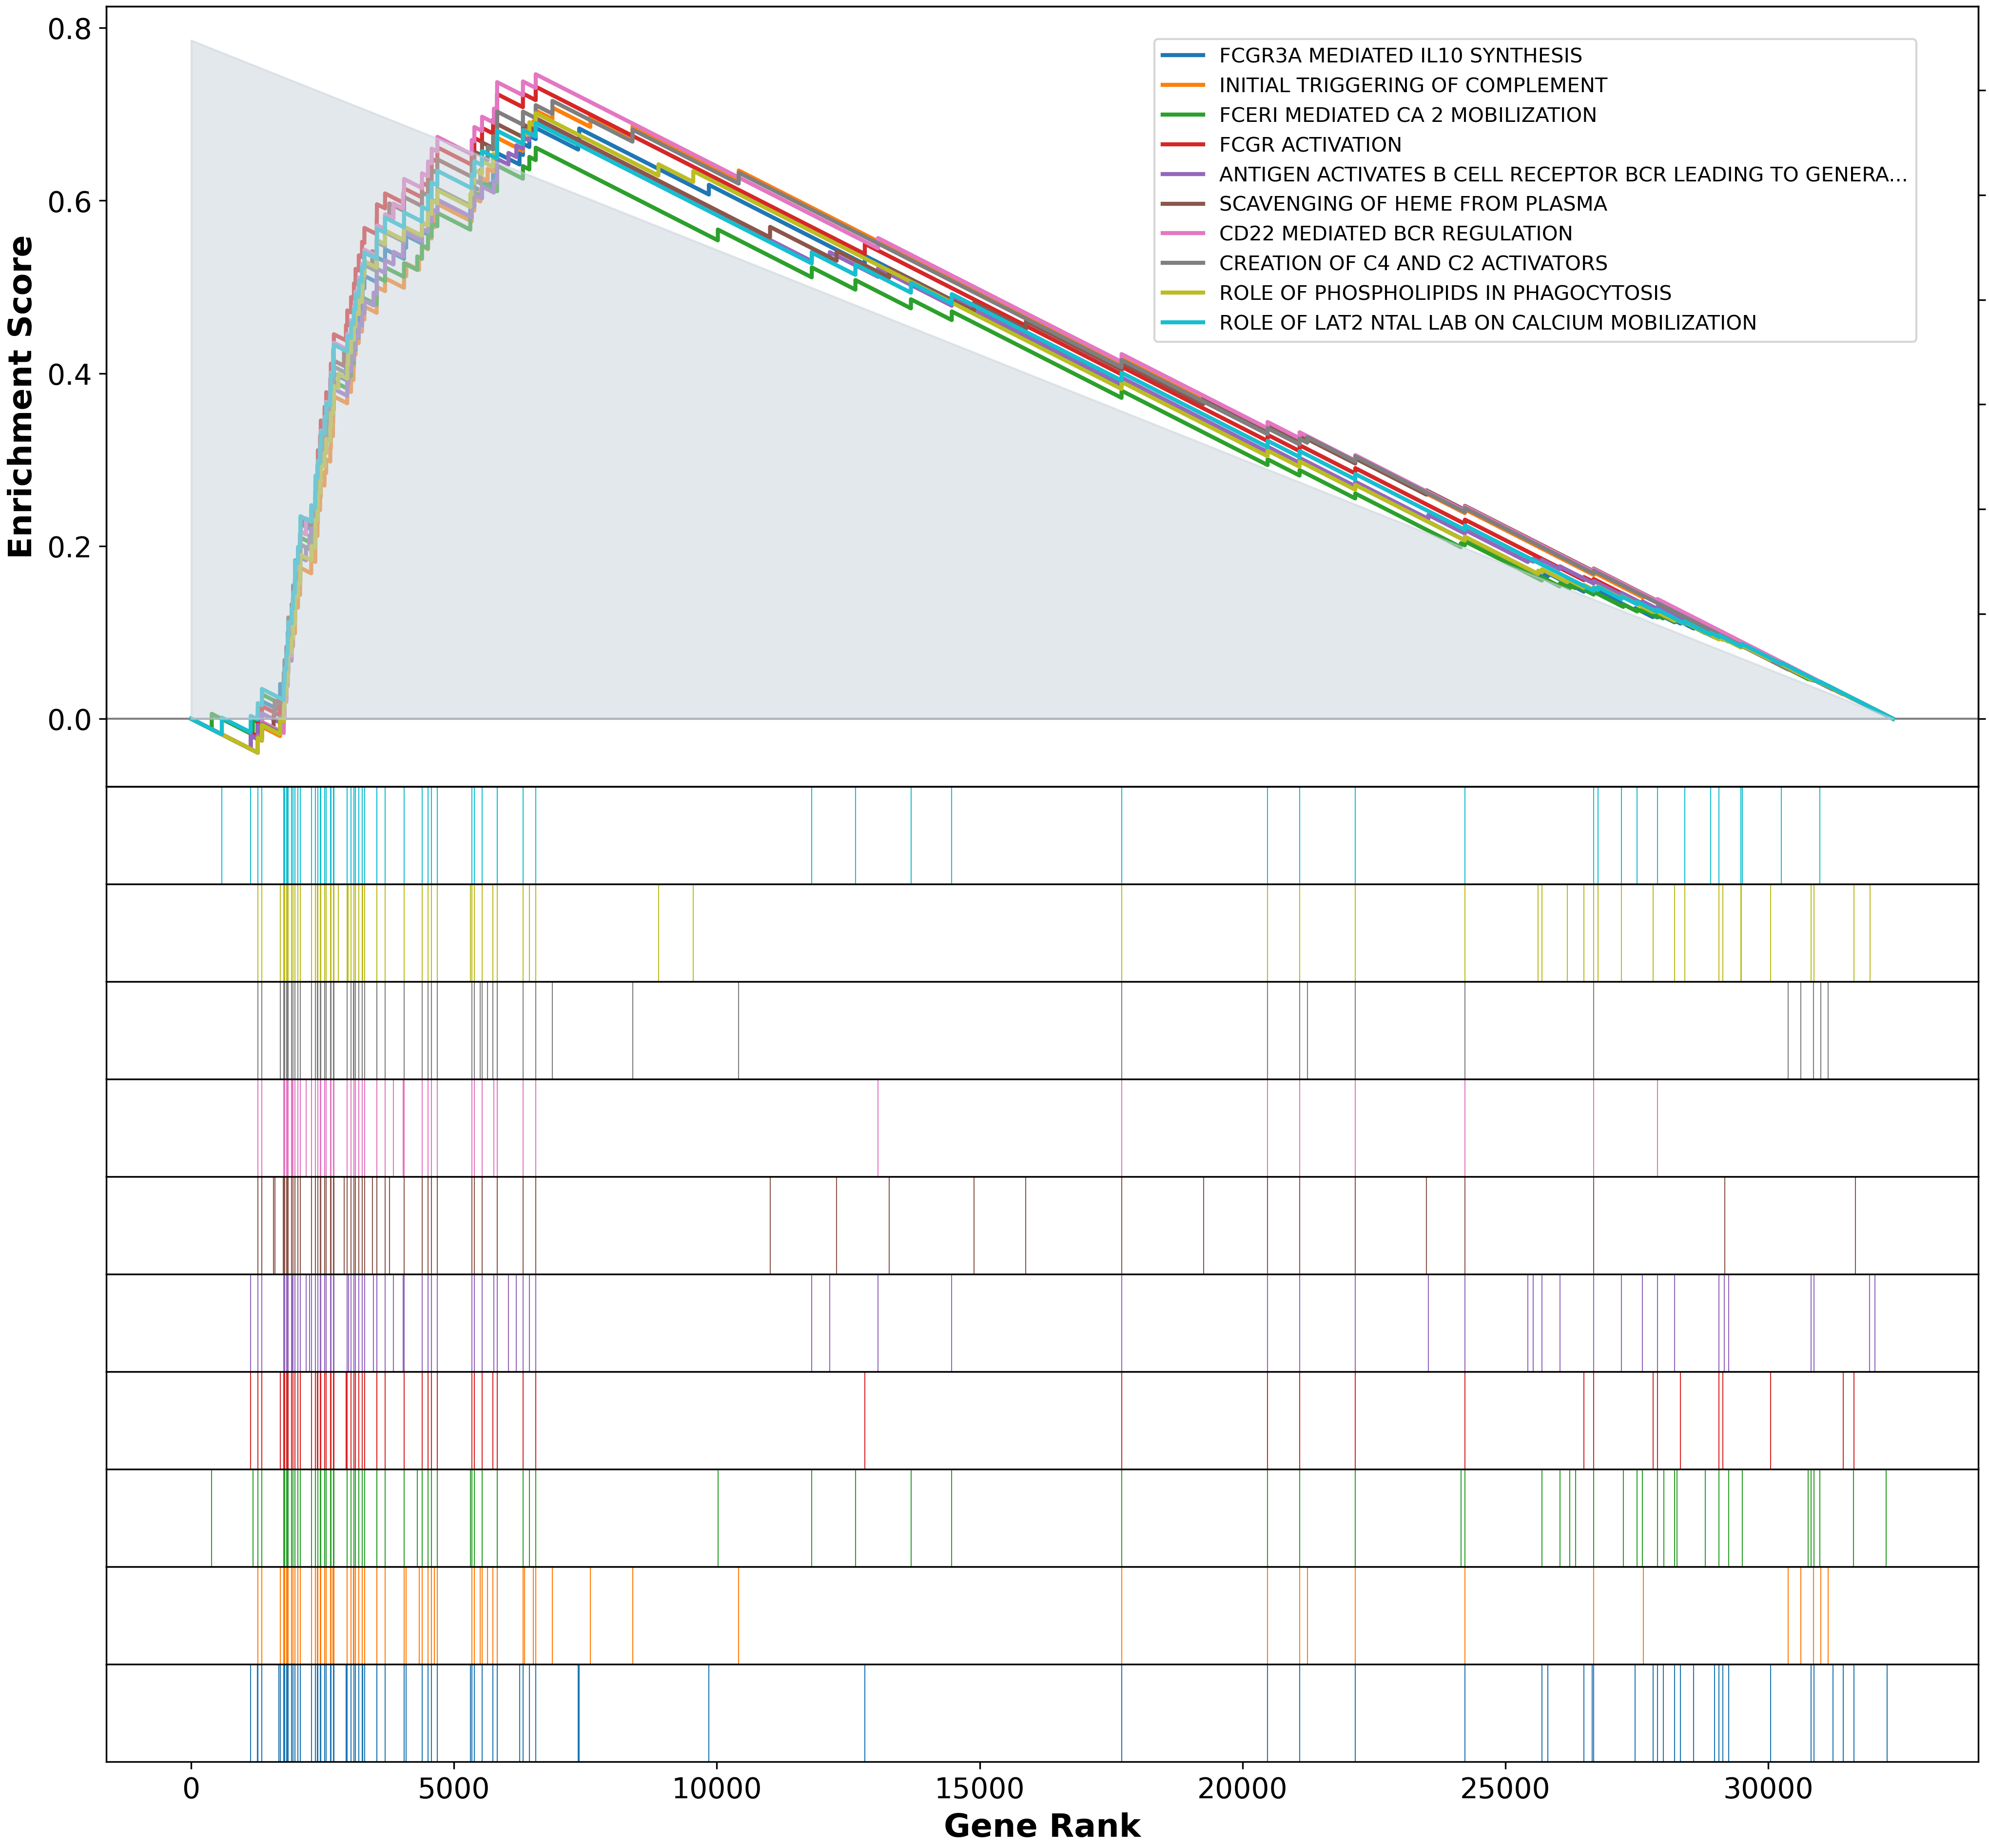 0.8
0.6
0.4
0.2
0.0
Enrichment Score
FCGR3A MEDIATED IL10 SYNTHESIS
INITIAL TRIGGERING OF COMPLEMENT
FCERI MEDIATED CA 2 MOBILIZATION
FCGR ACTIVATION
ANTIGEN ACTIVATES B CELL RECEPTOR BCR LEADING TO GENERA...
SCAVENGING OF HEME FROM PLASMA
CD22 MEDIATED BCR REGULATION
CREATION OF C4 AND C2 ACTIVATORS
ROLE OF PHOSPHOLIPIDS IN PHAGOCYTOSIS
ROLE OF LAT2 NTAL LAB ON CALCIUM MOBILIZATION
0 5000 10000 15000 20000 25000 30000
Gene Rank